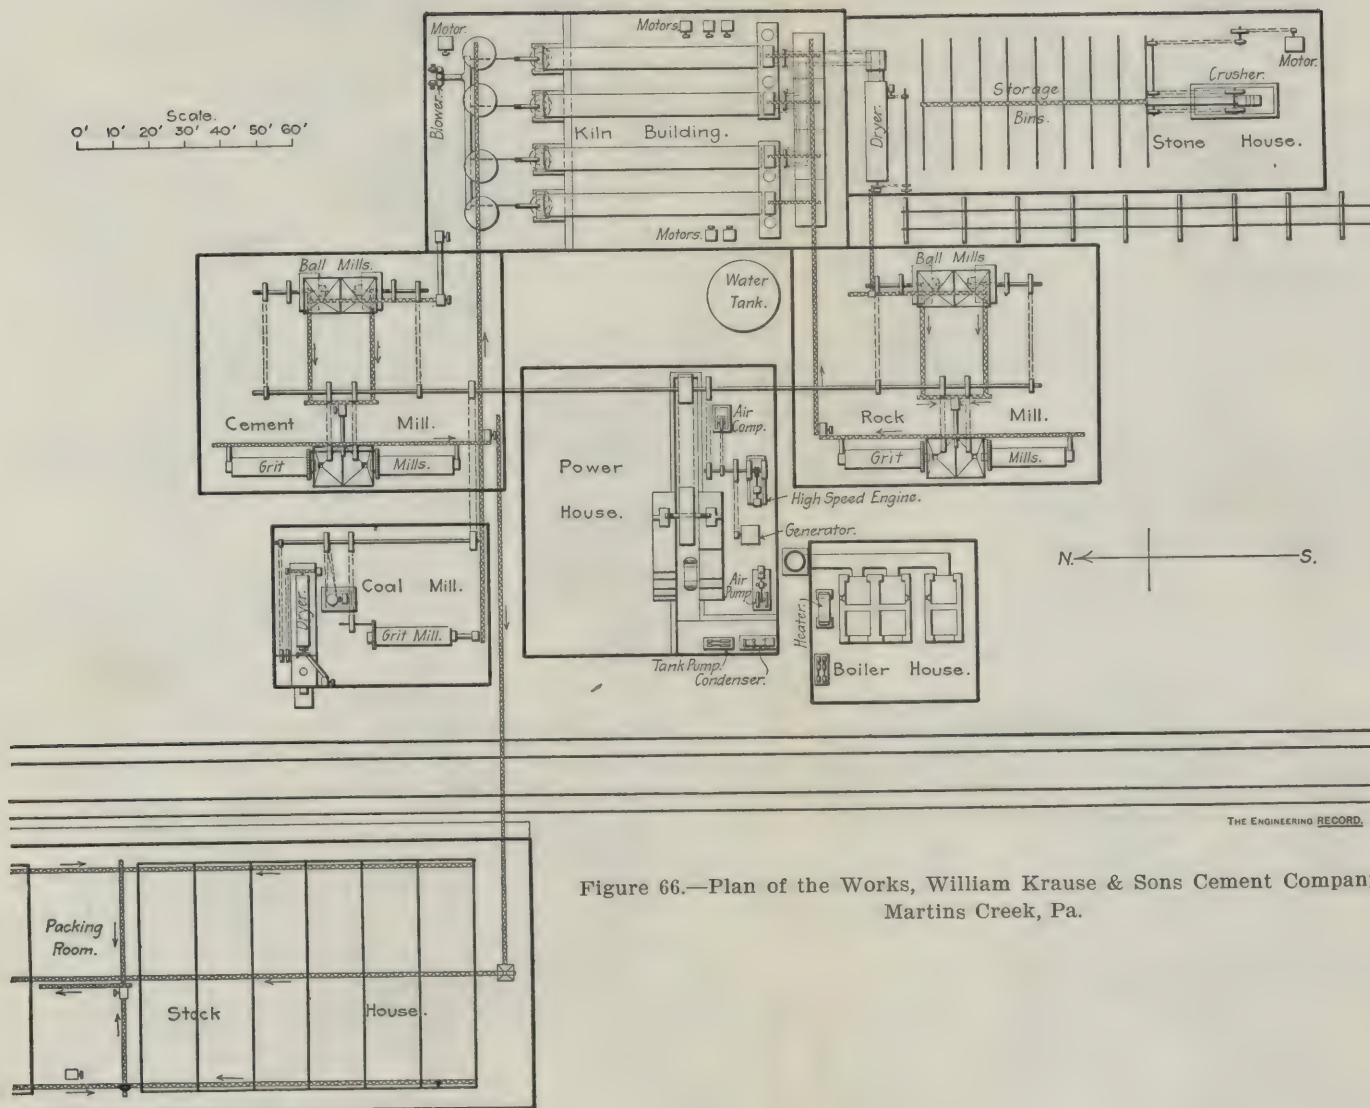 Scale.
0' 10' 20' 30' 40' 50' 60'
Motor.
Blower.
Motors
Kiln Building.
Motors.
Dryer.
Storage
Bins.
Crusher.
Motor.
Stone House.
Ball Mills.
Cement Mill.
Grit Mills.
Water
Tank.
Ball Mills
Rock Mill.
Grit Mills.
Power
House.
Air
Comp.
High Speed Engine.
Generator.
Air
Pump
Tank Pump.
Condenser.
Coal Mill.
Dryer.
Grit Mill.
Heater.
Boiler House.
N. S.
THE ENGINEERING RECORD.
Packing
Room.
Stock House.
Figure 66.—Plan of the Works, William Krause & Sons Cement Compan
Martins Creek, Pa.